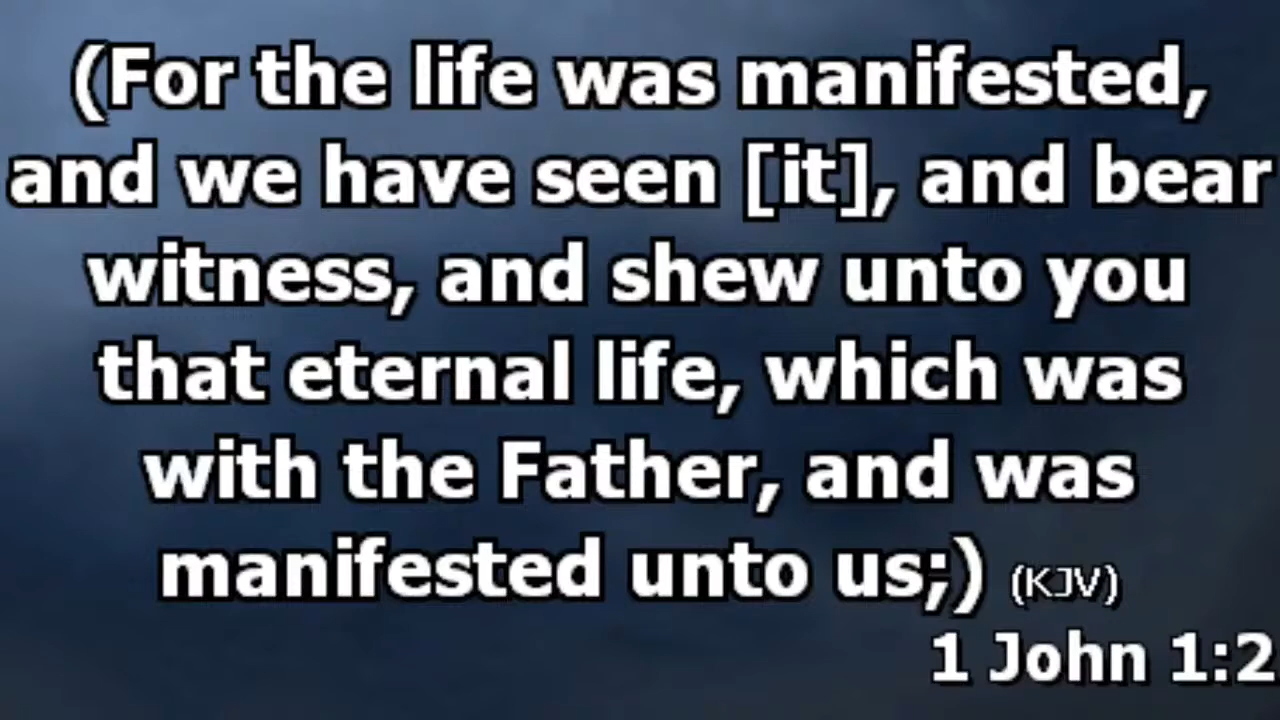 (For the life was manifested,
and we have seen [it], and bear
witness, and shew unto you
that eternal life, which was
with the Father, and was
manifested unto us;) (KJV)
1 John 1:2